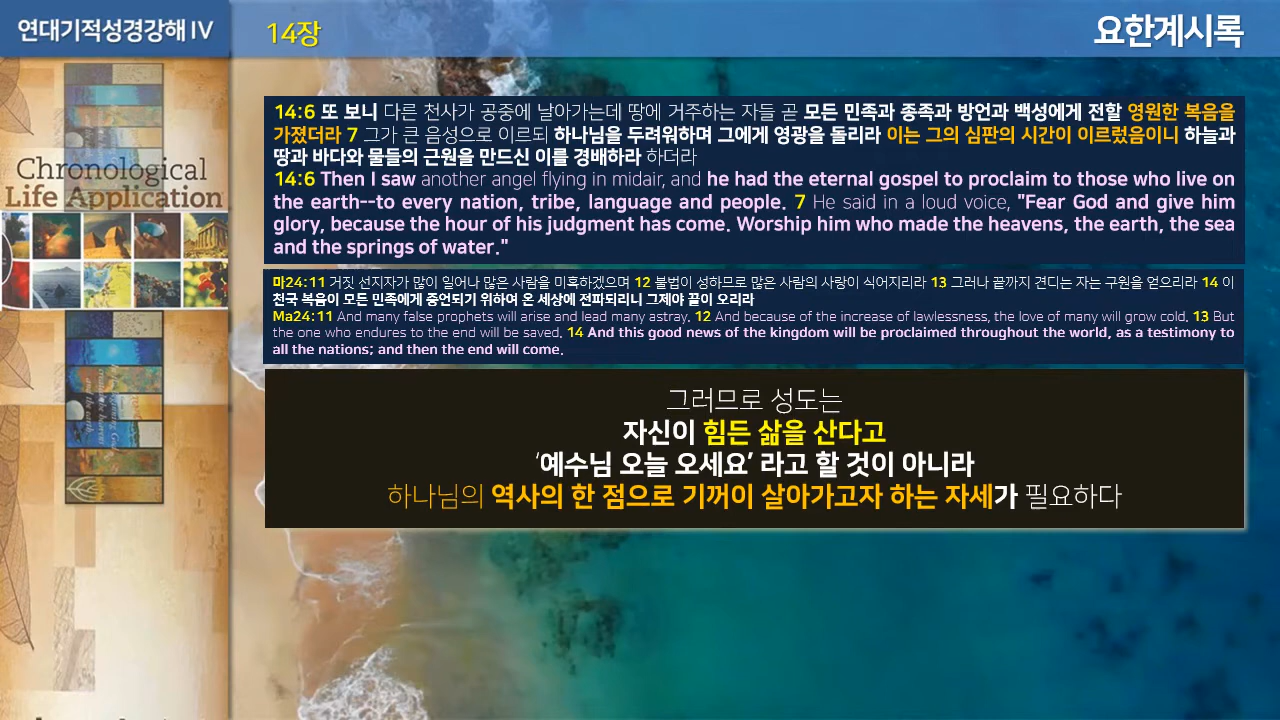 연대기적성경강해 IV
14장
요한계시록
Chronological
Life Application
14:6 또 보니 다른 천사가 공중에 날아가는데 땅에 거주하는 자들 곧 모든 민족과 종족과 방언과 백성에게 전할 영원한 복음을
가졌더라 7 그가 큰 음성으로 이르되 하나님을 두려워하며 그에게 영광을 돌리라 이는 그의 심판의 시간이 이르렀음이니 하늘과
땅과 바다와 물들의 근원을 만드신 이를 경배하라 하더라
14:6 Then I saw another angel flying in midair, and he had the eternal gospel to proclaim to those who live on
the earth--to every nation, tribe, language and people. 7 He said in a loud voice, "Fear God and give him
glory, because the hour of his judgment has come. Worship him who made the heavens, the earth, the sea
and the springs of water."
마24:11 거짓 선지자가 많이 일어나 많은 사람을 미혹하겠으며 12 불법이 성하므로 많은 사람의 사랑이 식어지리라 13 그러나 끝까지 견디는 자는 구원을 얻으리라 14 이
천국 복음이 모든 민족에게 증언되기 위하여 온 세상에 전파되리니 그제야 끝이 오리라
Ma24:11 And many false prophets will arise and lead many astray. 12 And because of the increase of lawlessness, the love of many will grow cold. 13 But
the one who endures to the end will be saved. 14 And this good news of the kingdom will be proclaimed throughout the world, as a testimony to
all the nations; and then the end will come.
그러므로 성도는
자신이 힘든 삶을 산다고
‘예수님 오늘 오세요’ 라고 할 것이 아니라
하나님의 역사의 한 점으로 기꺼이 살아가고자 하는 자세가 필요하다